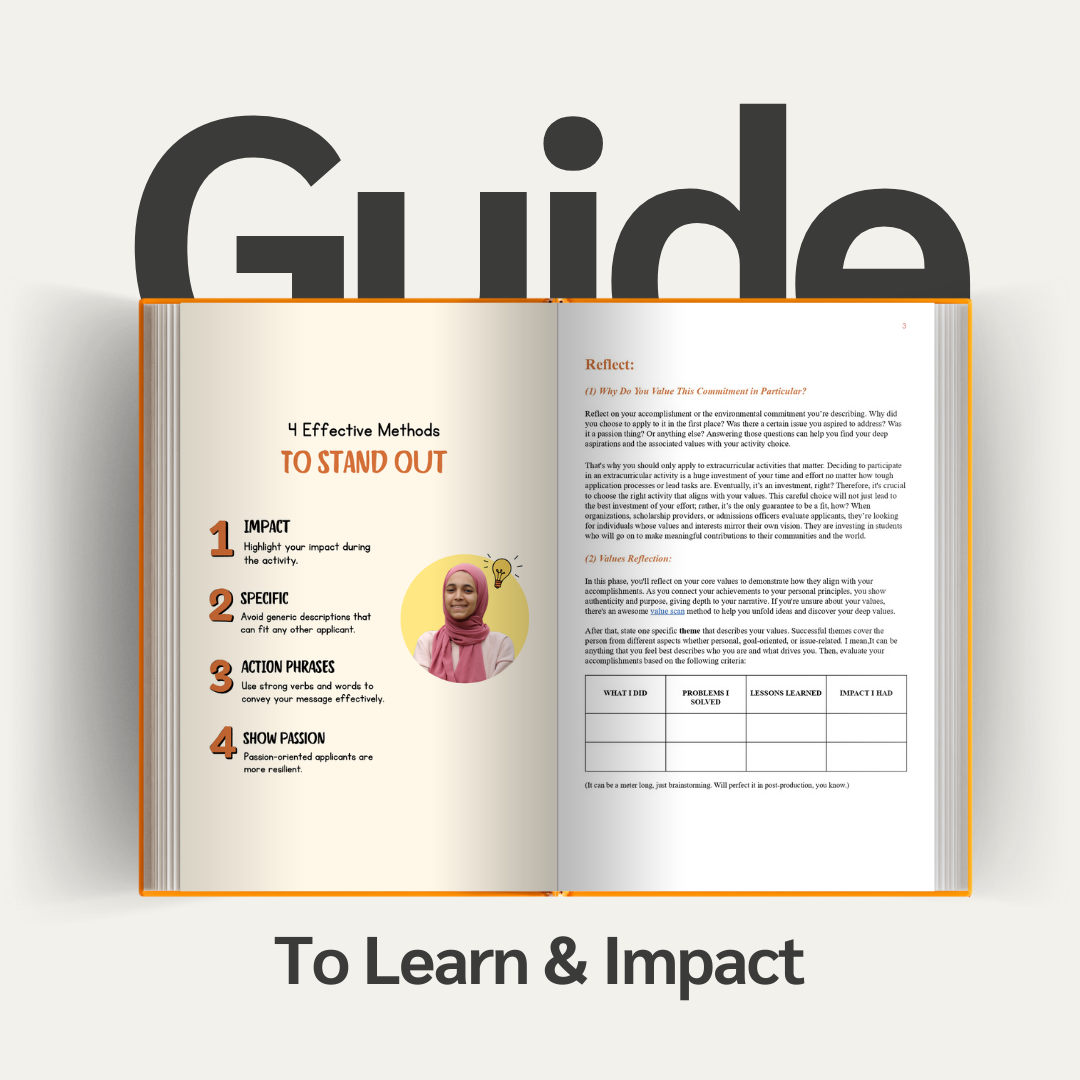 Guide
4 Effective Methods
TO STAND OUT
1 IMPACT
Highlight your impact during
the activity.
2 SPECIFIC
Avoid generic descriptions that
can fit any other applicant.
3 ACTION PHRASES
Use strong verbs and words to
convey your message effectively.
4 SHOW PASSION
Passion-oriented applicants are
more resilient.
3
Reflect:
(1) Why Do You Value This Commitment in Particular?
Reflect on your accomplishment or the environmental commitment you're describing. Why did
you choose to apply to it in the first place? Was there a certain issue you aspired to address? Was
it a passion thing? Or anything else? Answering those questions can help you find your deep
aspirations and the associated values with your activity choice.
That's why you should only apply to extracurricular activities that matter. Deciding to participate
in an extracurricular activity is a huge investment of your time and effort no matter how tough
application processes or lead tasks are. Eventually, it's an investment, right? Therefore, it's crucial
to choose the right activity that aligns with your values. This careful choice will not just lead to
the best investment of your effort; rather, it's the only guarantee to be a fit, how? When
organizations, scholarship providers, or admissions officers evaluate applicants, they're looking
for individuals whose values and interests mirror their own vision. They are investing in students
who will go on to make meaningful contributions to their communities and the world.
(2) Values Reflection:
In this phase, you'll reflect on your core values to demonstrate how they align with your
accomplishments. As you connect your achievements to your personal principles, you show
authenticity and purpose, giving depth to your narrative. If you're unsure about your values,
there's an awesome value scan method to help you unfold ideas and discover your deep values.
After that, state one specific theme that describes your values. Successful themes cover the
person from different aspects whether personal, goal-oriented, or issue-related. I mean,It can be
anything that you feel best describes who you are and what drives you. Then, evaluate your
accomplishments based on the following criteria:
WHAT I DID
PROBLEMS I
SOLVED
LESSONS LEARNED
IMPACT I HAD
(It can be a meter long, just brainstorming. Will perfect it in post-production, you know.)
To Learn & Impact